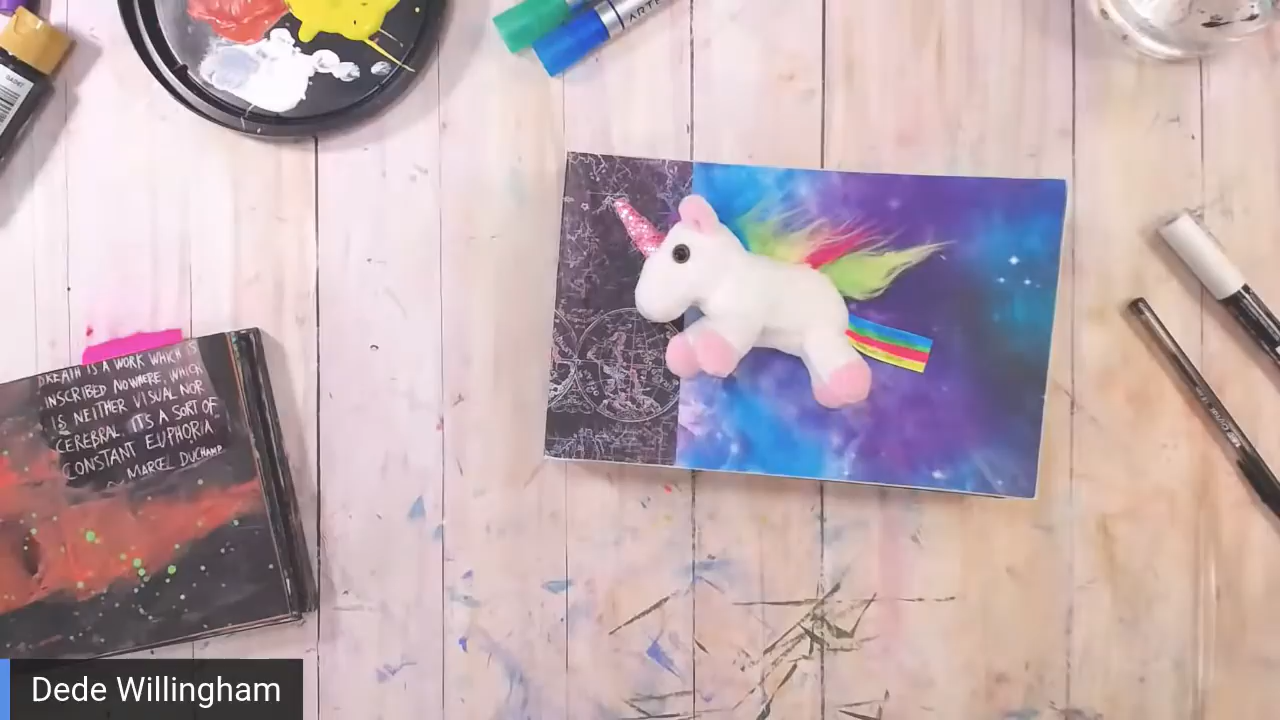 ARTE
BREATH IS A WORK WHICH IS
INSCRIBED NOWHERE, WHICH
IS NEITHER VISUAL NOR
CEREBRAL. IT'S A SORT OF
CONSTANT EUPHORIA
~ MARCEL DUCHAMP
Dede Willingham